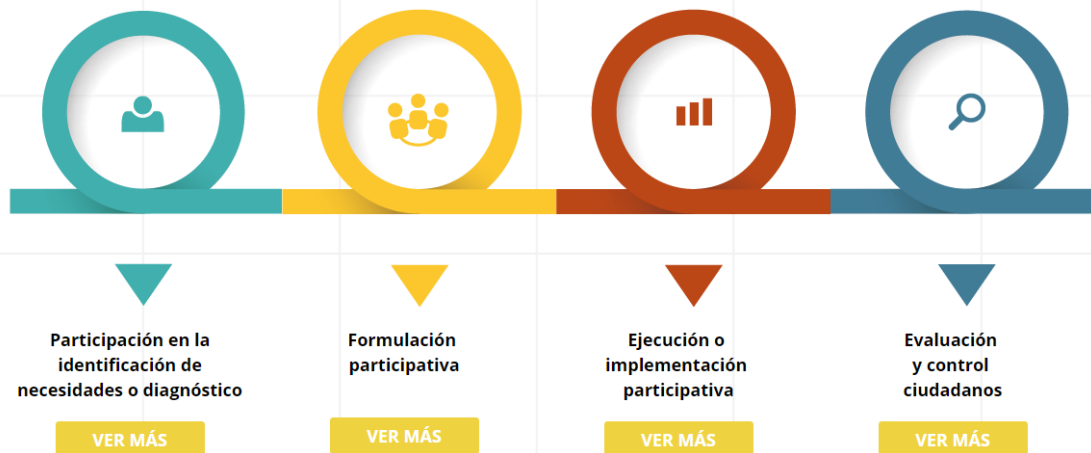 Participación en la
identificación de
necesidades o diagnóstico
VER MÁS
Formulación
participativa
VER MÁS
Ejecución o
implementación
participativa
VER MÁS
Evaluación
y control
ciudadanos
VER MÁS